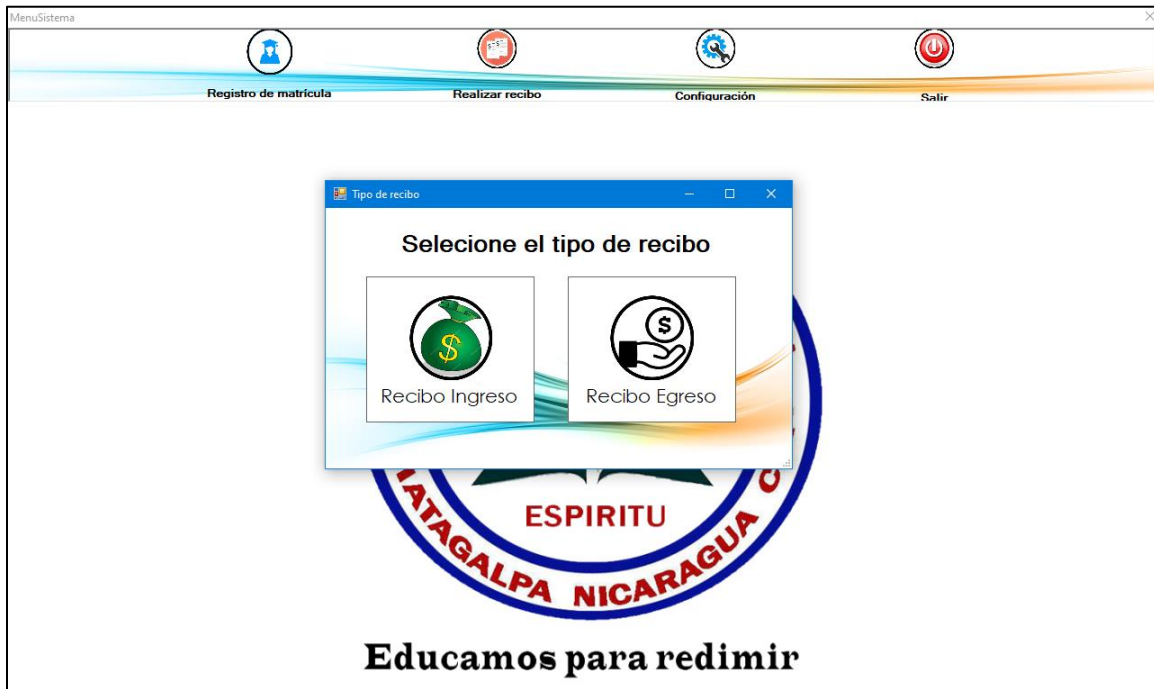 MenuSistema
Registro de matrícula
Realizar recibo
Configuración
Salir
Tipo de recibo
Selecione el tipo de recibo
$
$
Recibo Ingreso
Recibo Egreso
ESPIRITU
MATAGALPA NICARAGUA C
Educamos para redimir